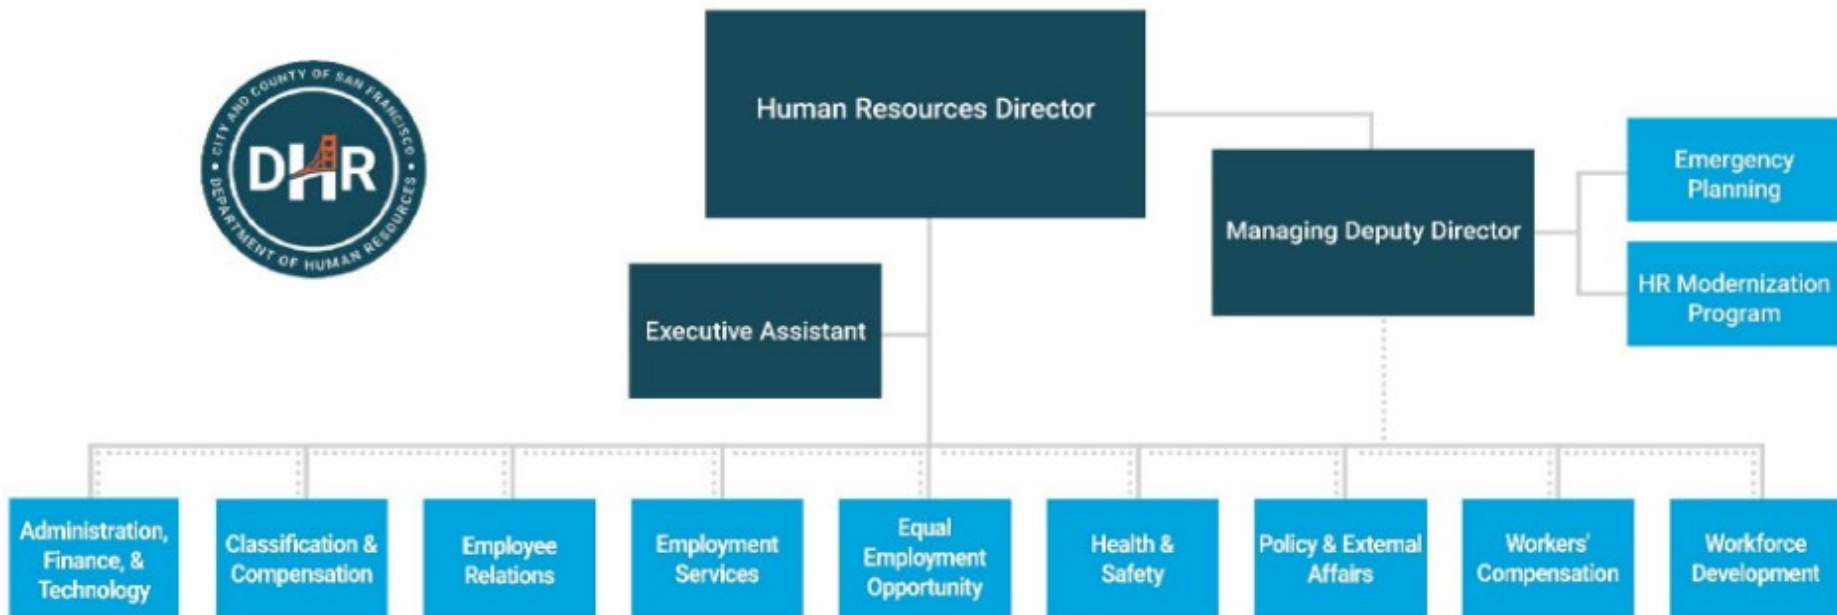 CITY AND COUNTY OF SAN FRANCISCO
DHR
DEPARTMENT OF HUMAN RESOURCES
Human Resources Director
Managing Deputy Director
Emergency
Planning
HR Modernization
Program
Executive Assistant
Administration,
Finance, &
Technology
Classification &
Compensation
Employee
Relations
Employment
Services
Equal
Employment
Opportunity
Health &
Safety
Policy & External
Affairs
Workers'
Compensation
Workforce
Development